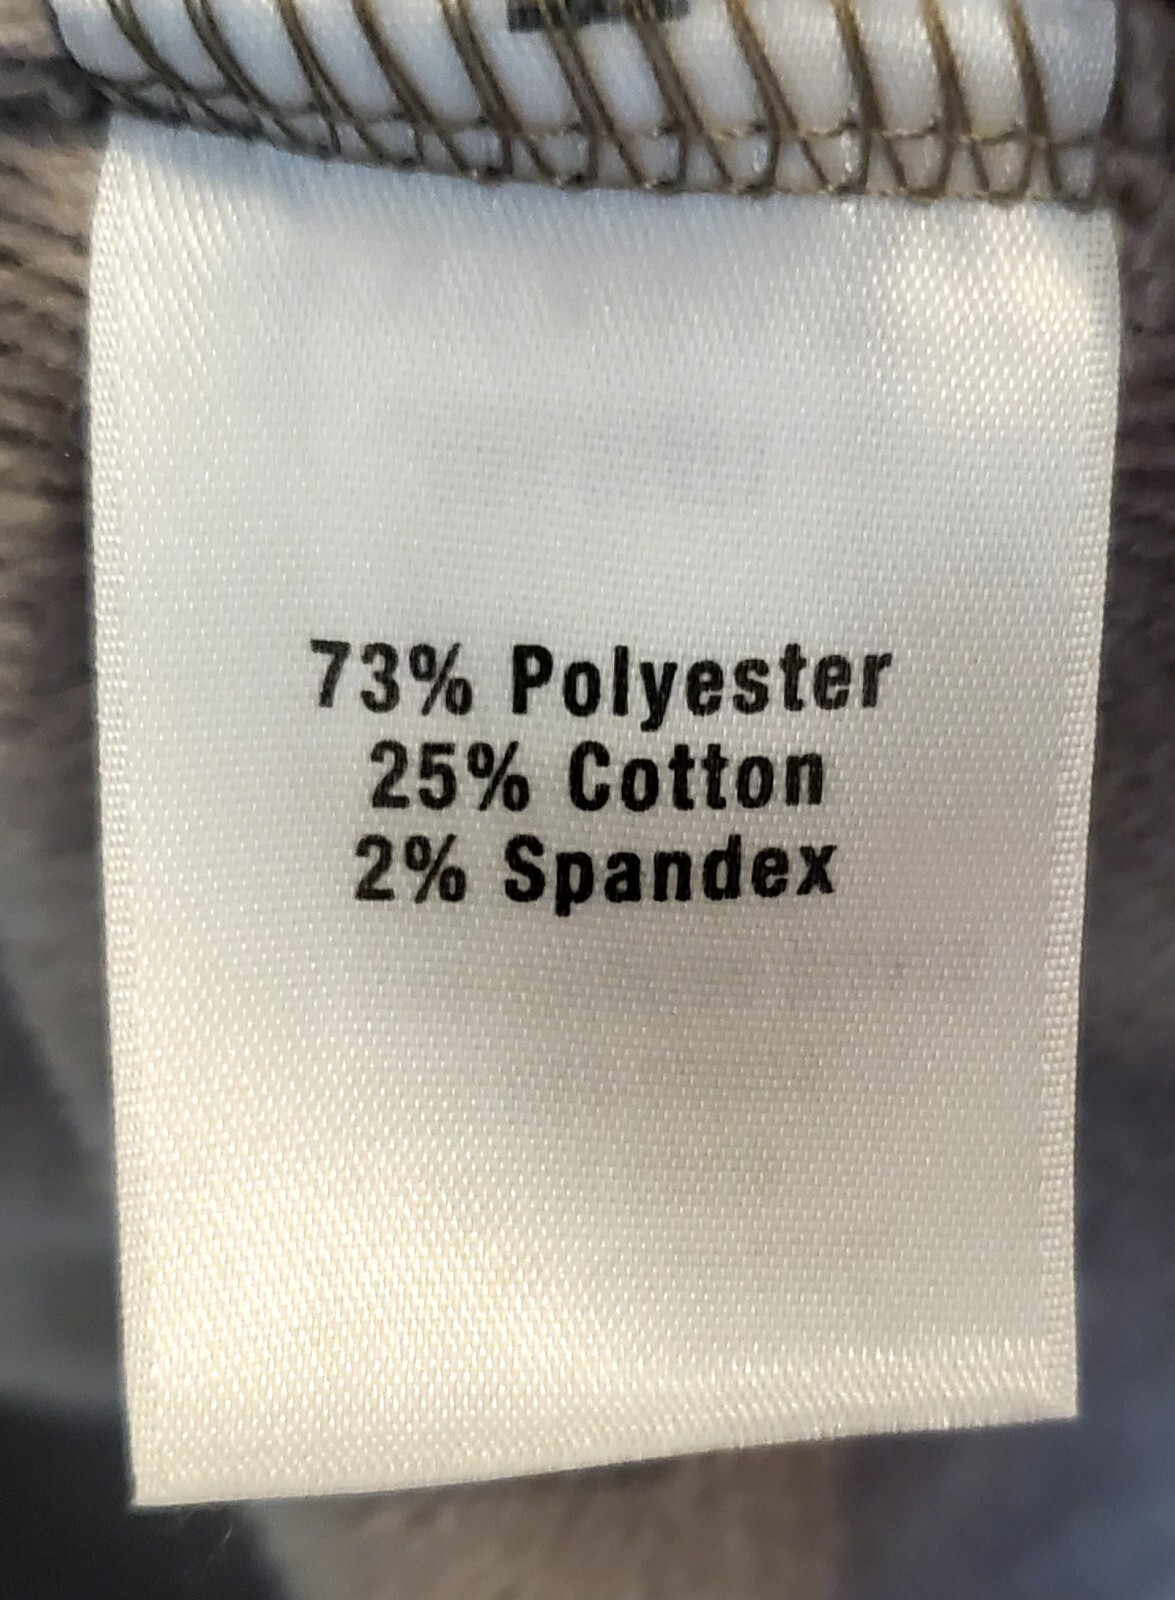 73% Polyester
25% Cotton
2% Spandex